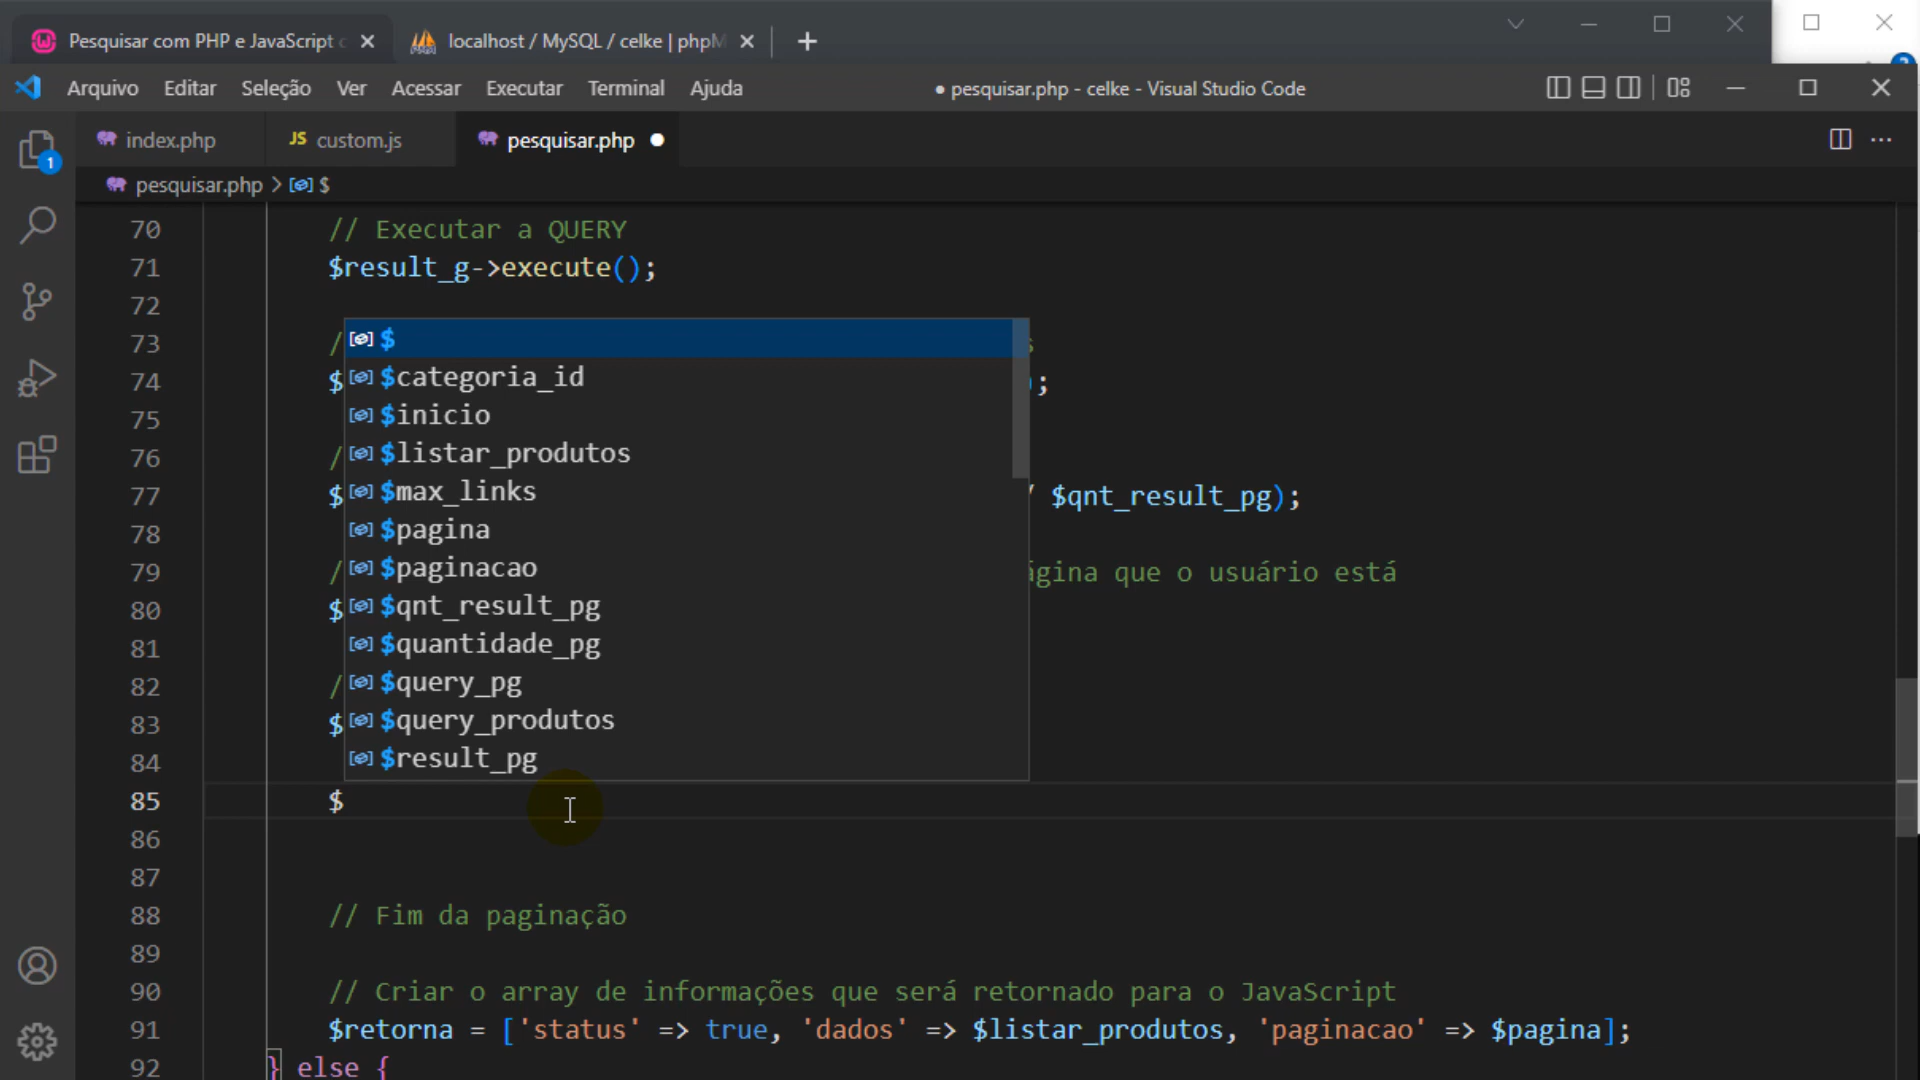 Pesquisar com PHP e JavaScript c
localhost / MySQL / celke | phpM
Arquivo Editar Seleção Ver Acessar Executar Terminal Ajuda
● pesquisar.php - celke - Visual Studio Code
index.php
JS custom.js
pesquisar.php
pesquisar.php > $
1
70 // Executar a QUERY
71 $result_g->execute();
72
73 /
74 $ ;
75
76 /
77 $ $qnt_result_pg);
78
79 / ágina que o usuário está
80 $
81
82 /
83 $
84
$
$categoria_id
$inicio
$listar_produtos
$max_links
$pagina
$paginacao
$qnt_result_pg
$quantidade_pg
$query_pg
$query_produtos
$result_pg
85 $
86
87
88 // Fim da paginação
89
90 // Criar o array de informações que será retornado para o JavaScript
91 $retorna = ['status' => true, 'dados' => $listar_produtos, 'paginacao' => $pagina];
92 } else {